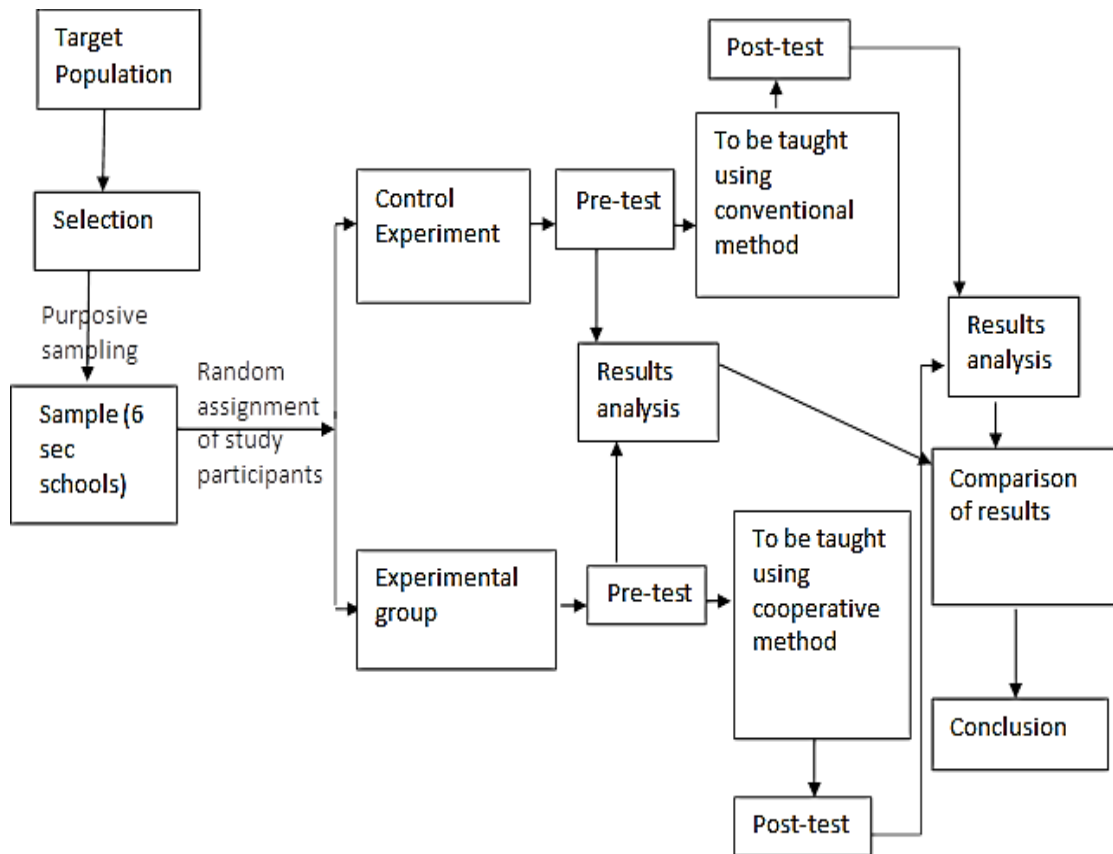 Target
Population
Selection
Purposive
sampling
Sample (6
sec
schools)
Random
assignment
of study
participants
Control
Experiment
Pre-test
To be taught
using
conventional
method
Post-test
Results
analysis
Experimental
group
Pre-test
To be taught
using
cooperative
method
Post-test
Results
analysis
Comparison
of results
Conclusion